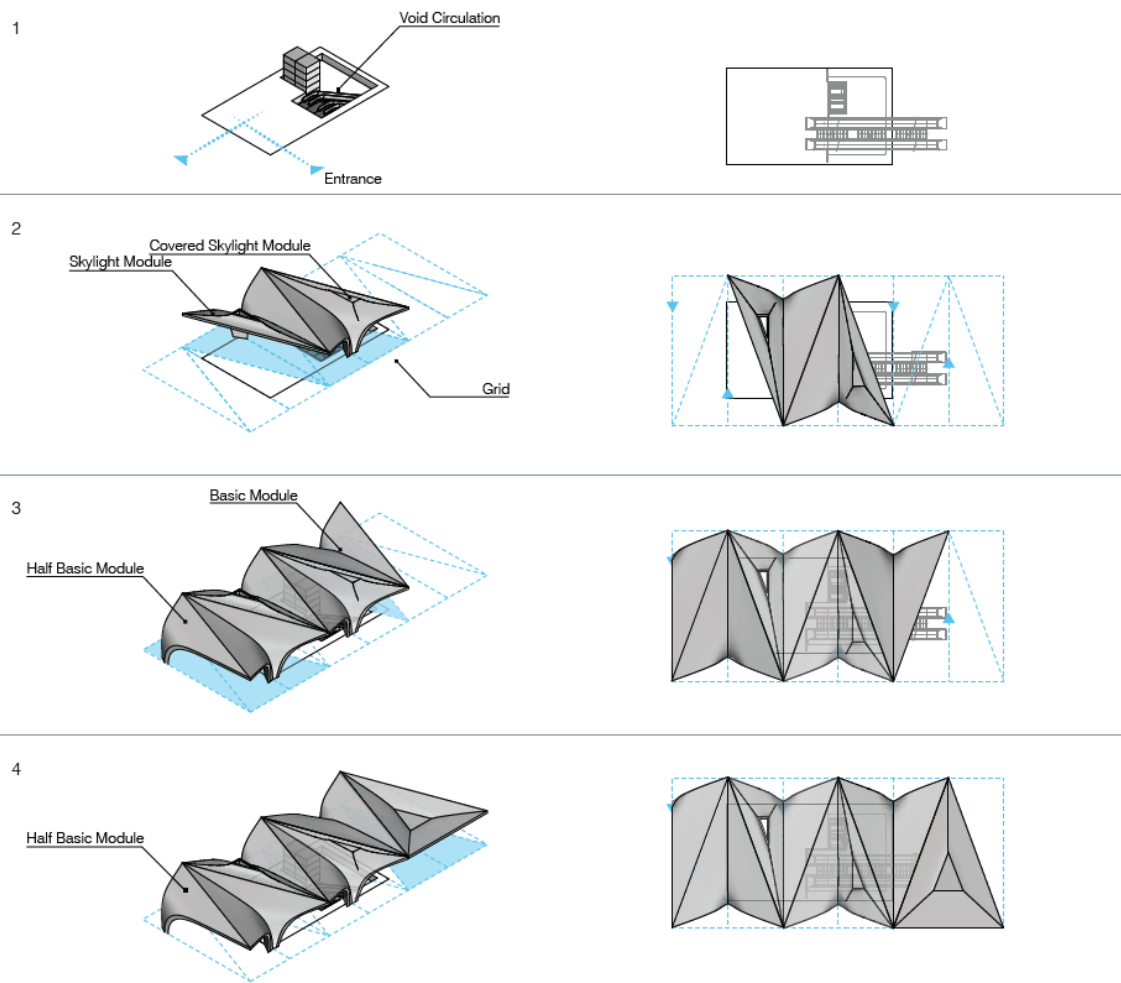 1
Void Circulation
Entrance
2
Covered Skylight Module
Skylight Module
Grid
3
Basic Module
Half Basic Module
4
Half Basic Module